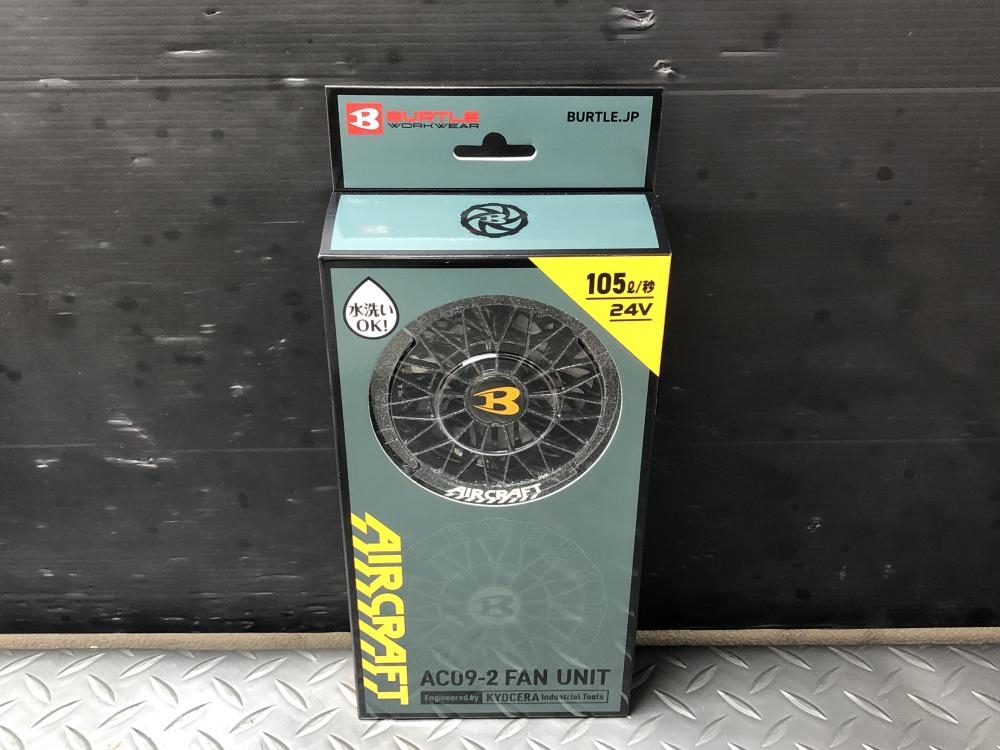 B BURTLE
WORKWEAR
BURTLE.JP
B
105ℓ/秒
24V
水洗い
OK!
B
AIRCRAFT
AIRCRAFT
B
AC09-2 FAN UNIT
Engineered by KYOCERA Industrial Tools